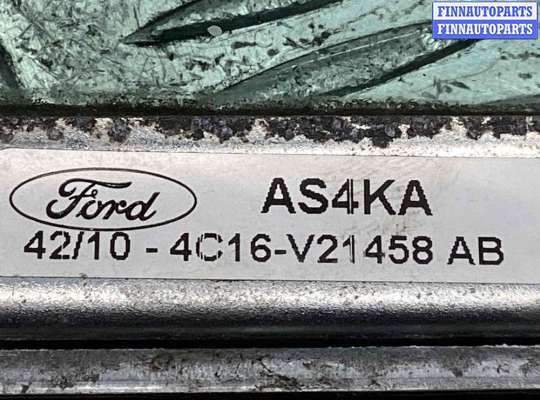 FINNAUTOPARTS
FINNAUTOPARTS
Ford AS4KA
42/10 - 4C16-V21458 AB